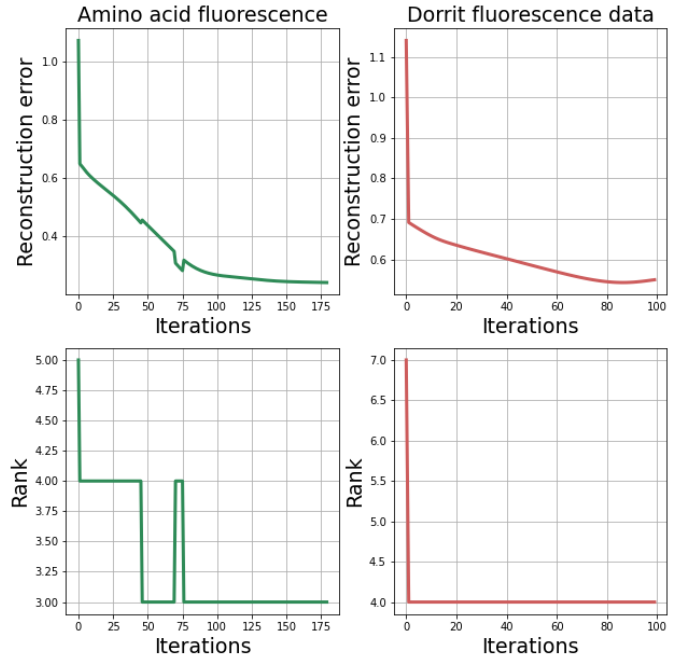 Amino acid fluorescence
Reconstruction error
1.0
0.8
0.6
0.4
0 25 50 75 100 125 150 175
Iterations
Dorrit fluorescence data
Reconstruction error
1.1
1.0
0.9
0.8
0.7
0.6
0 20 40 60 80 100
Iterations
Rank
5.00
4.75
4.50
4.25
4.00
3.75
3.50
3.25
3.00
0 25 50 75 100 125 150 175
Iterations
Rank
7.0
6.5
6.0
5.5
5.0
4.5
4.0
0 20 40 60 80 100
Iterations